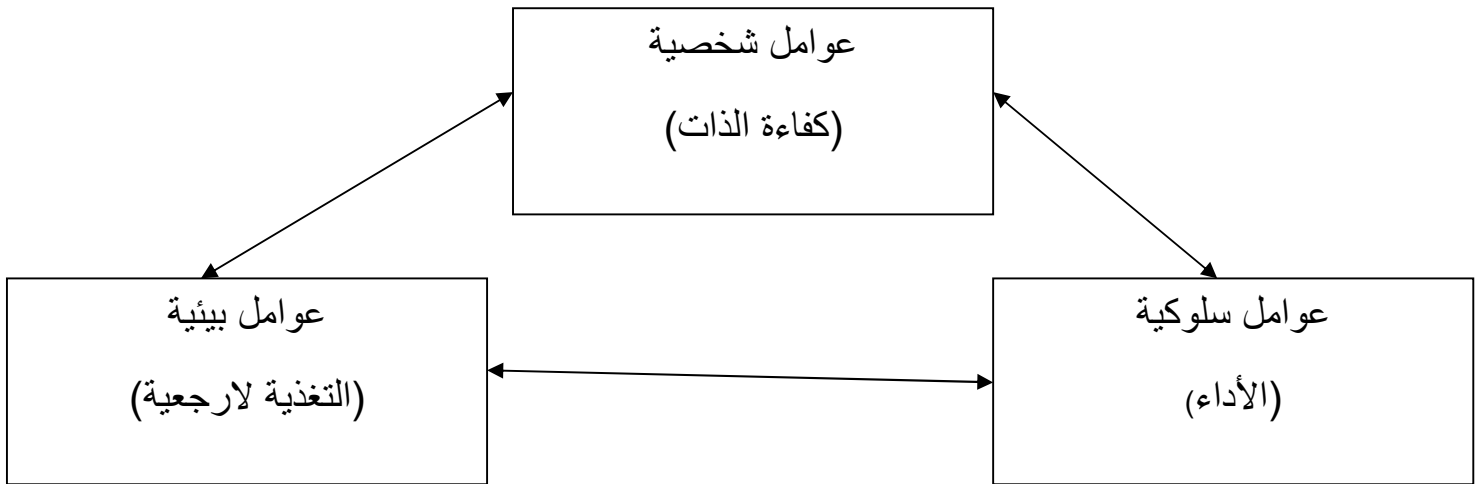 عوامل شخصية
(كفاءة الذات)
عوامل بيئية
(التغذية لارجعية)
عوامل سلوكية
(الأداء)